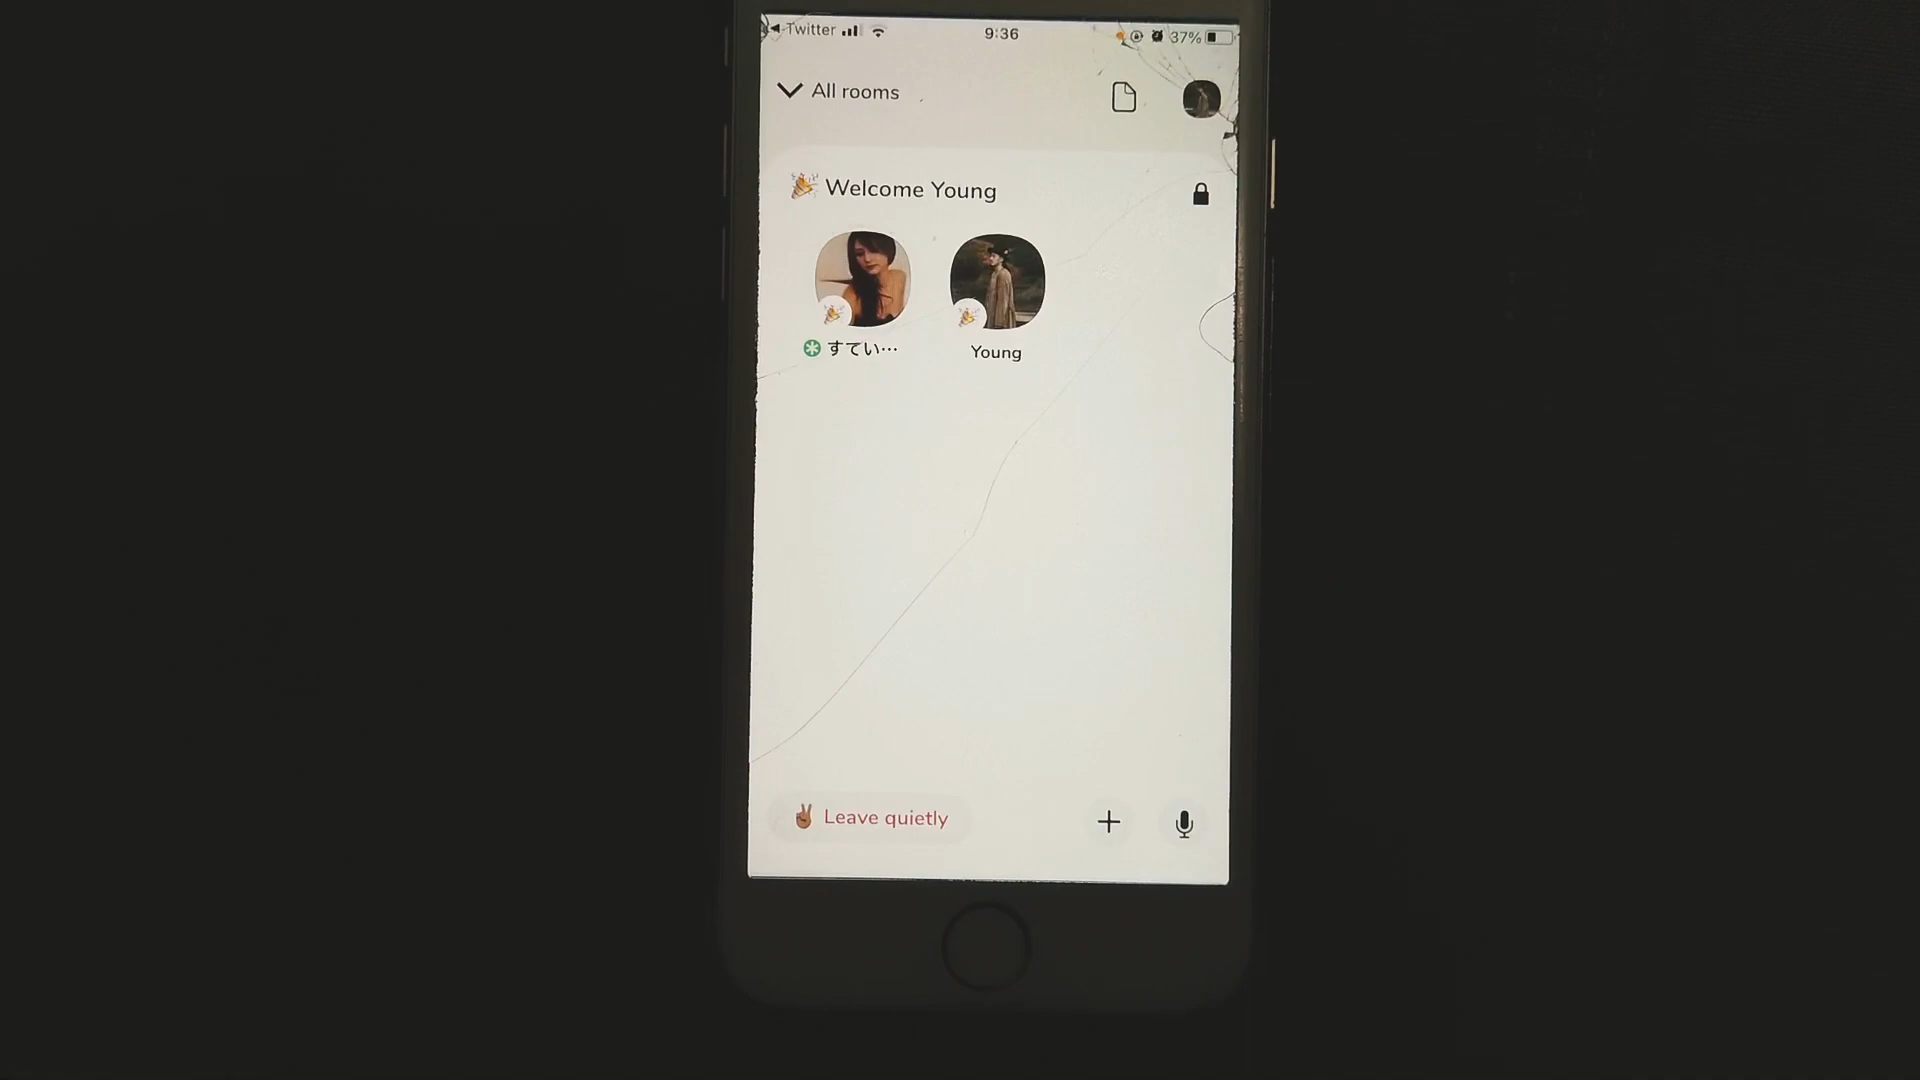 Twitter
9:36
37%
All rooms
Welcome Young
すてい…
Young
Leave quietly